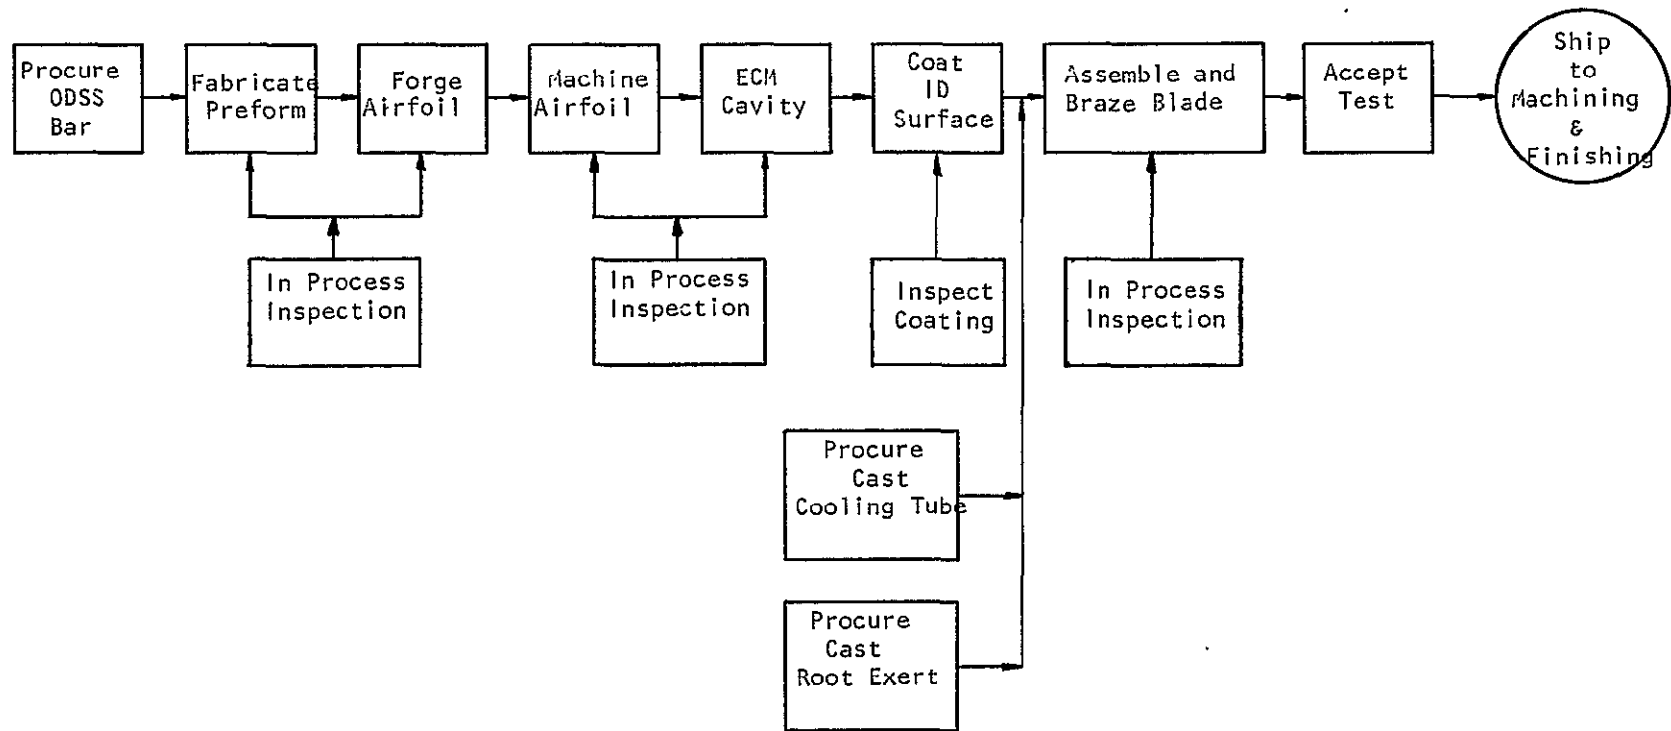 Procure
ODSS
Bar
Fabricate
Preform
Forge
Airfoil
Machine
Airfoil
ECM
Cavity
Coat
ID
Surface
Assemble and
Braze Blade
Accept
Test
Ship
to
Machining
&
Finishing
In Process
Inspection
In Process
Inspection
Inspect
Coating
In Process
Inspection
Procure
Cast
Cooling Tube
Procure
Cast
Root Exert